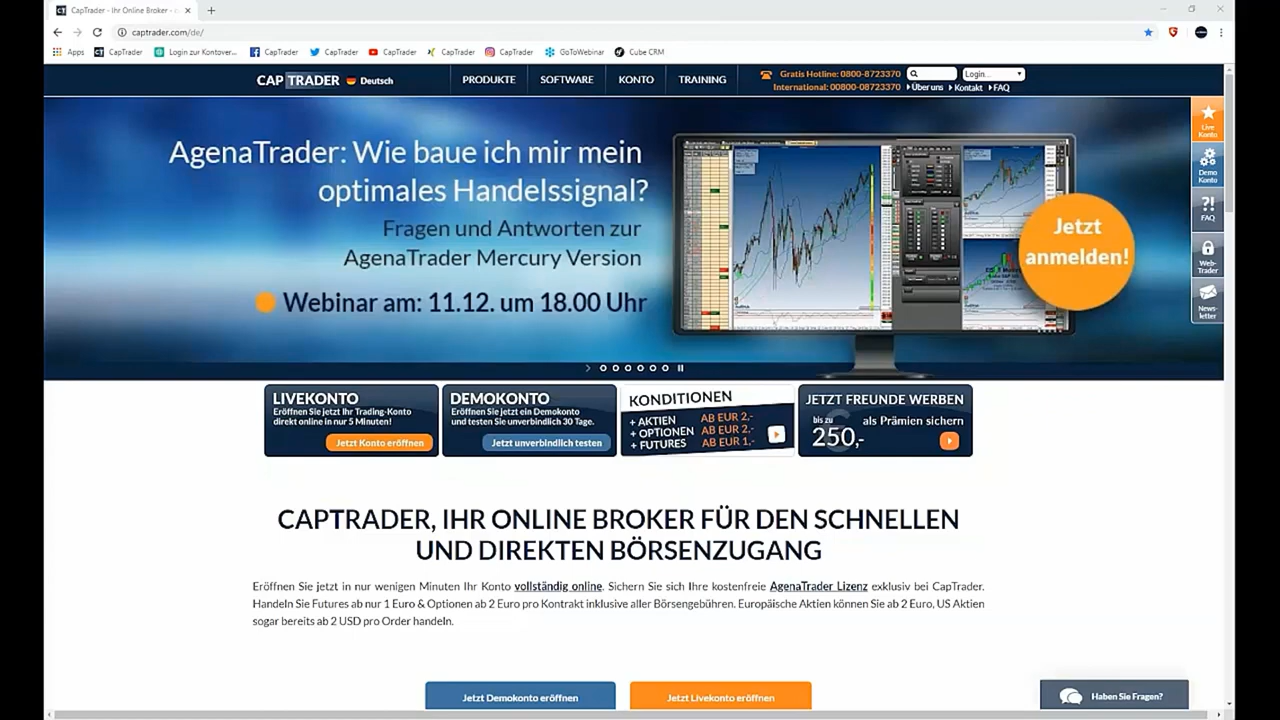 CapTrader - Ihr Online Broker -
captrader.com/de/
Apps CapTrader Login zur Kontover... CapTrader CapTrader CapTrader CapTrader CapTrader GoToWebinar Cube CRM
CAP TRADER Deutsch
PRODUKTE SOFTWARE KONTO TRAINING
Gratis Hotline: 0800-8723370
International: 00800-08723370
Login...
Über uns Kontakt FAQ
AgenaTrader: Wie baue ich mir mein
optimales Handelssignal?
Fragen und Antworten zur
AgenaTrader Mercury Version
Webinar am: 11.12. um 18.00 Uhr
Jetzt
anmelden!
Live
Konto
Demo
Konto
?!
FAQ
Web-
Trader
News-
letter
LIVEKONTO
Eröffnen Sie jetzt Ihr Trading-Konto
direkt online in nur 5 Minuten!
Jetzt Konto eröffnen
DEMOKONTO
Eröffnen Sie jetzt ein Demokonto
und testen Sie unverbindlich 30 Tage.
Jetzt unverbindlich testen
KONDITIONEN
+ AKTIEN AB EUR 2,-
+ OPTIONEN AB EUR 2,-
+ FUTURES AB EUR 1,-
JETZT FREUNDE WERBEN
bis zu
250,- als Prämien sichern
CAPTRADER, IHR ONLINE BROKER FÜR DEN SCHNELLEN
UND DIREKTEN BÖRSENZUGANG
Eröffnen Sie jetzt in nur wenigen Minuten Ihr Konto vollständig online. Sichern Sie sich Ihre kostenfreie AgenaTrader Lizenz exklusiv bei CapTrader.
Handeln Sie Futures ab nur 1 Euro & Optionen ab 2 Euro pro Kontrakt inklusive aller Börsengebühren. Europäische Aktien können Sie ab 2 Euro, US Aktien
sogar bereits ab 2 USD pro Order handeln.
Jetzt Demokonto eröffnen
Jetzt Livekonto eröffnen
Haben Sie Fragen?